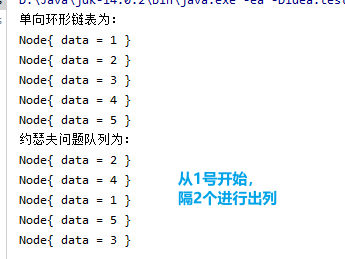 D:\Java\jdk-14.0.2\bin\java.exe -ea -Didea.test
单向环形链表为：
Node{ data = 1 }
Node{ data = 2 }
Node{ data = 3 }
Node{ data = 4 }
Node{ data = 5 }
约瑟夫问题队列为：
Node{ data = 2 }
Node{ data = 4 }
Node{ data = 1 }
Node{ data = 5 }
Node{ data = 3 }
从1号开始，
隔2个进行出列